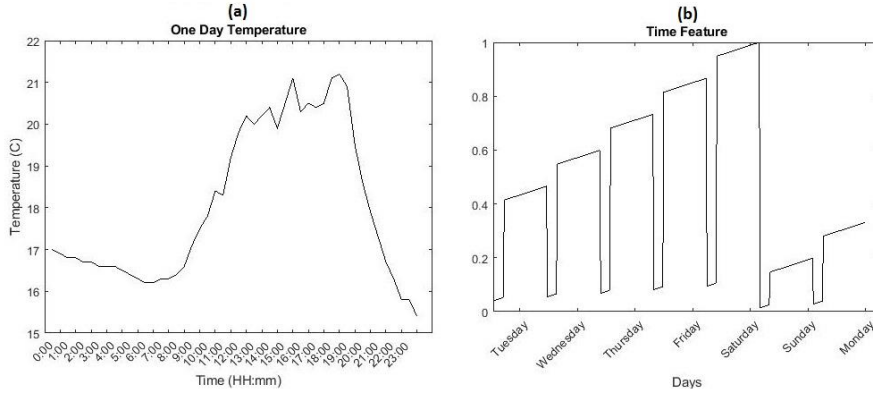 (a)
One Day Temperature
Temperature (C)
22
21
20
19
18
17
16
15
0:00
1:00
2:00
3:00
4:00
5:00
6:00
7:00
8:00
9:00
10:00
11:00
12:00
13:00
14:00
15:00
16:00
17:00
18:00
19:00
20:00
21:00
22:00
23:00
Time (HH:mm)
(b)
Time Feature
1
0.8
0.6
0.4
0.2
0
Tuesday
Wednesday
Thursday
Friday
Saturday
Sunday
Monday
Days